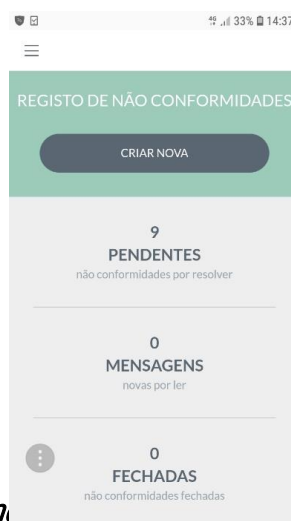 33% 14:37
REGISTO DE NÃO CONFORMIDADES
CRIAR NOVA
9
PENDENTES
não conformidades por resolver
0
MENSAGENS
novas por ler
0
FECHADAS
não conformidades fechadas